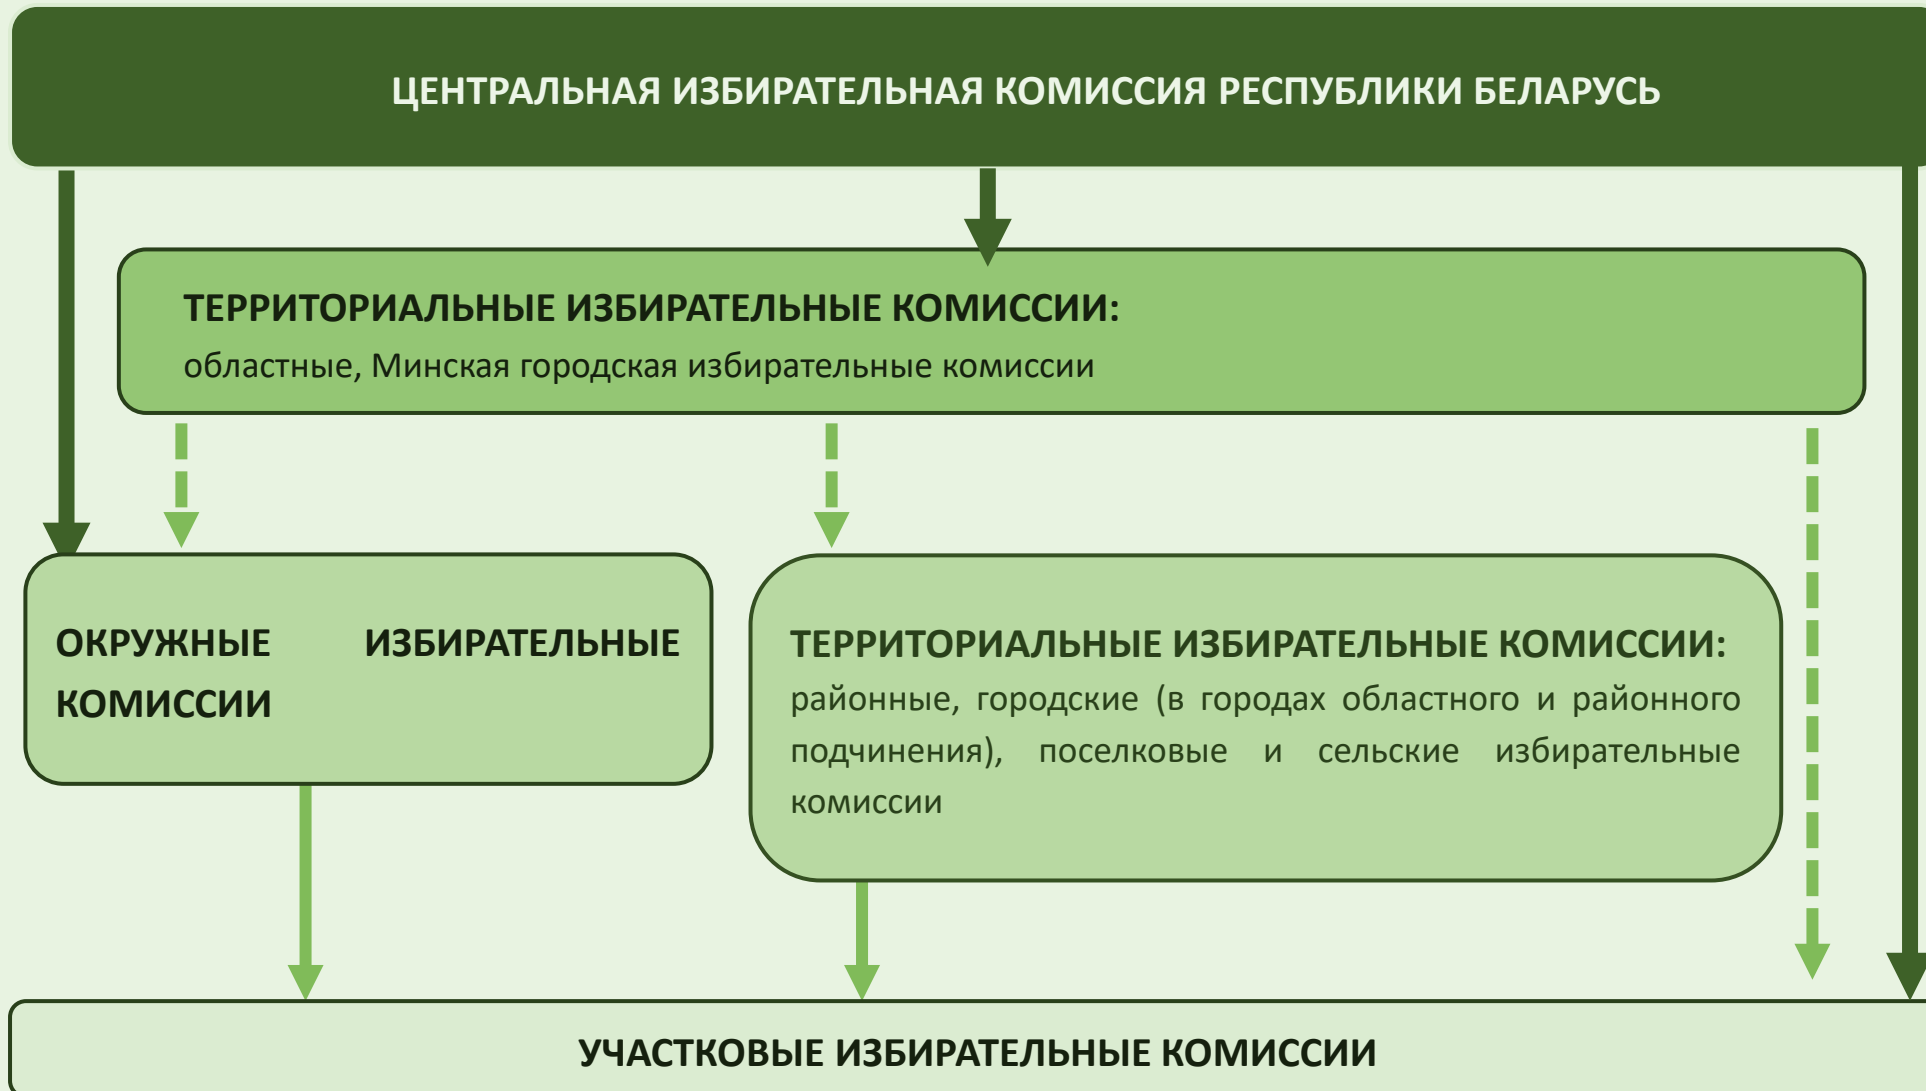 ЦЕНТРАЛЬНАЯ ИЗБИРАТЕЛЬНАЯ КОМИССИЯ РЕСПУБЛИКИ БЕЛАРУСЬ
ТЕРРИТОРИАЛЬНЫЕ ИЗБИРАТЕЛЬНЫЕ КОМИССИИ:
областные, Минская городская избирательные комиссии
ОКРУЖНЫЕ ИЗБИРАТЕЛЬНЫЕ
КОМИССИИ
ТЕРРИТОРИАЛЬНЫЕ ИЗБИРАТЕЛЬНЫЕ КОМИССИИ:
районные, городские (в городах областного и районного
подчинения), поселковые и сельские избирательные
комиссии
УЧАСТКОВЫЕ ИЗБИРАТЕЛЬНЫЕ КОМИССИИ